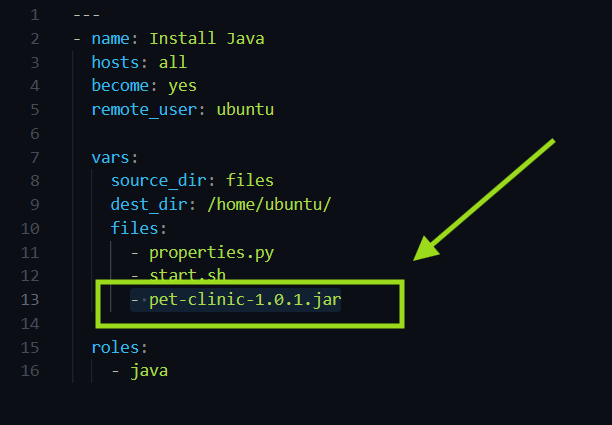 1 ---
2 - name: Install Java
3 hosts: all
4 become: yes
5 remote_user: ubuntu
6
7 vars:
8 source_dir: files
9 dest_dir: /home/ubuntu/
10 files:
11 - properties.py
12 - start.sh
13 - pet-clinic-1.0.1.jar
14
15 roles:
16 - java